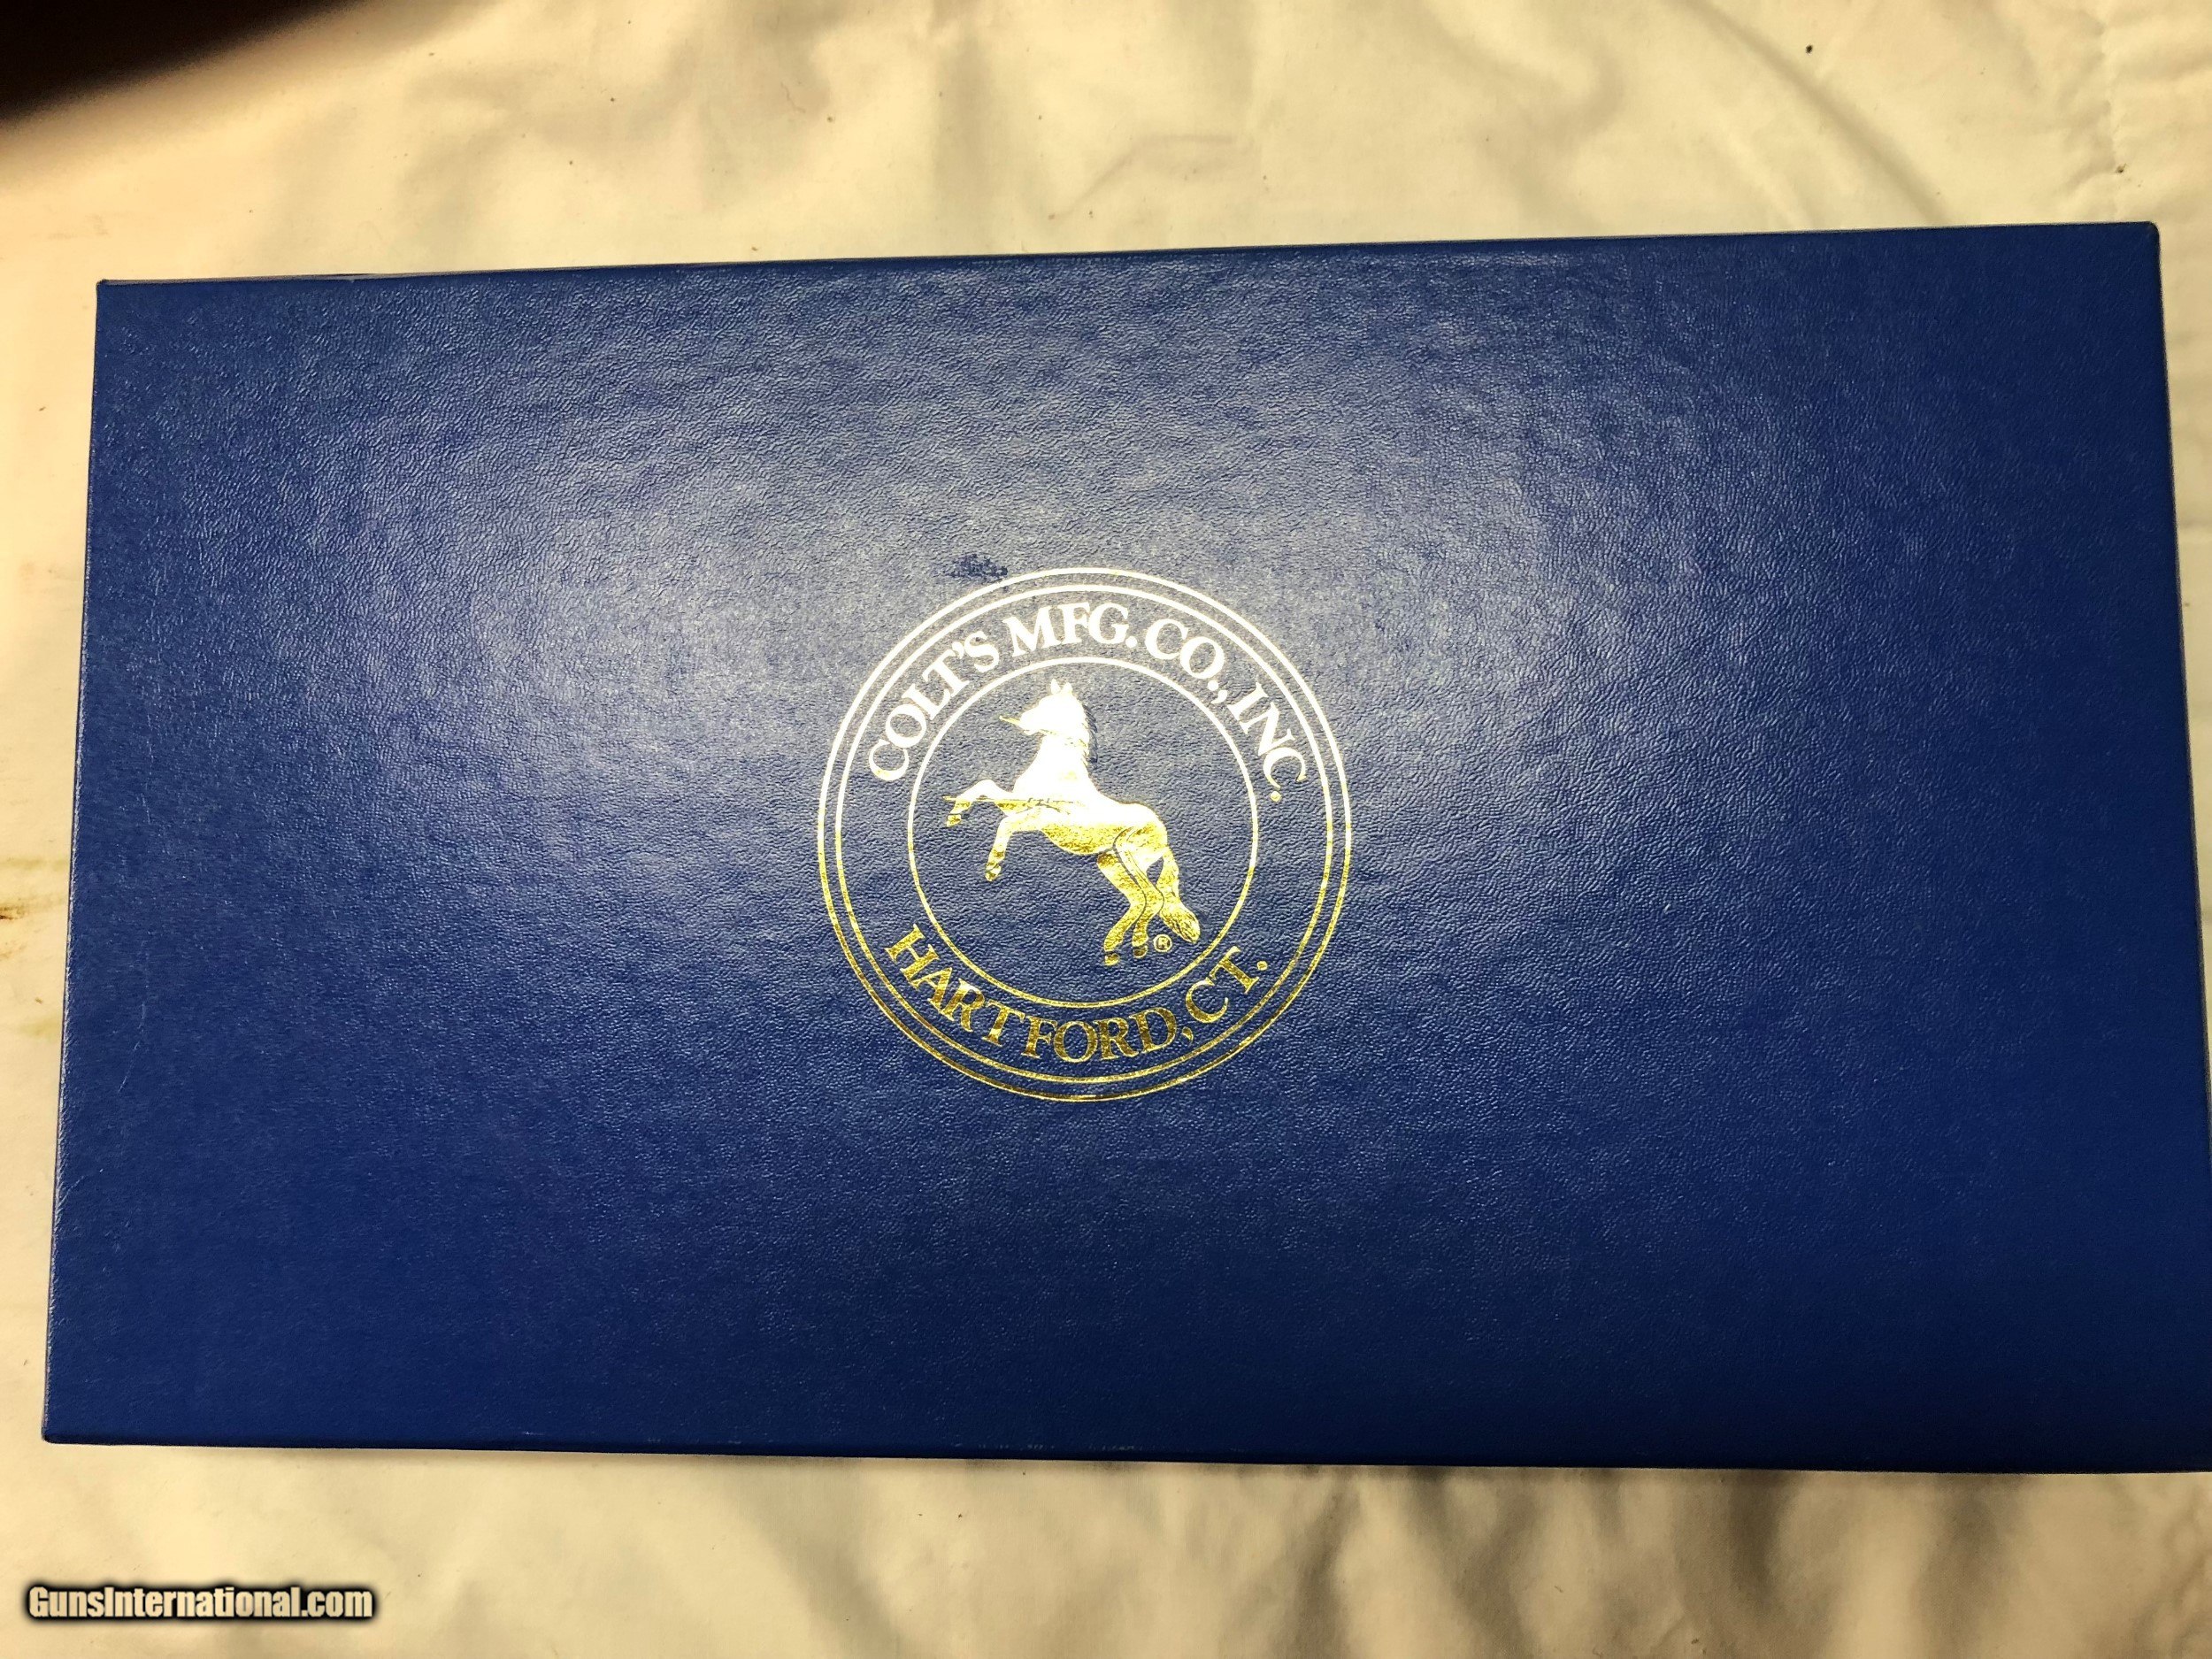 COLT'S MFG. CO., INC.
®
HARTFORD, CT.
GunsInternational.com